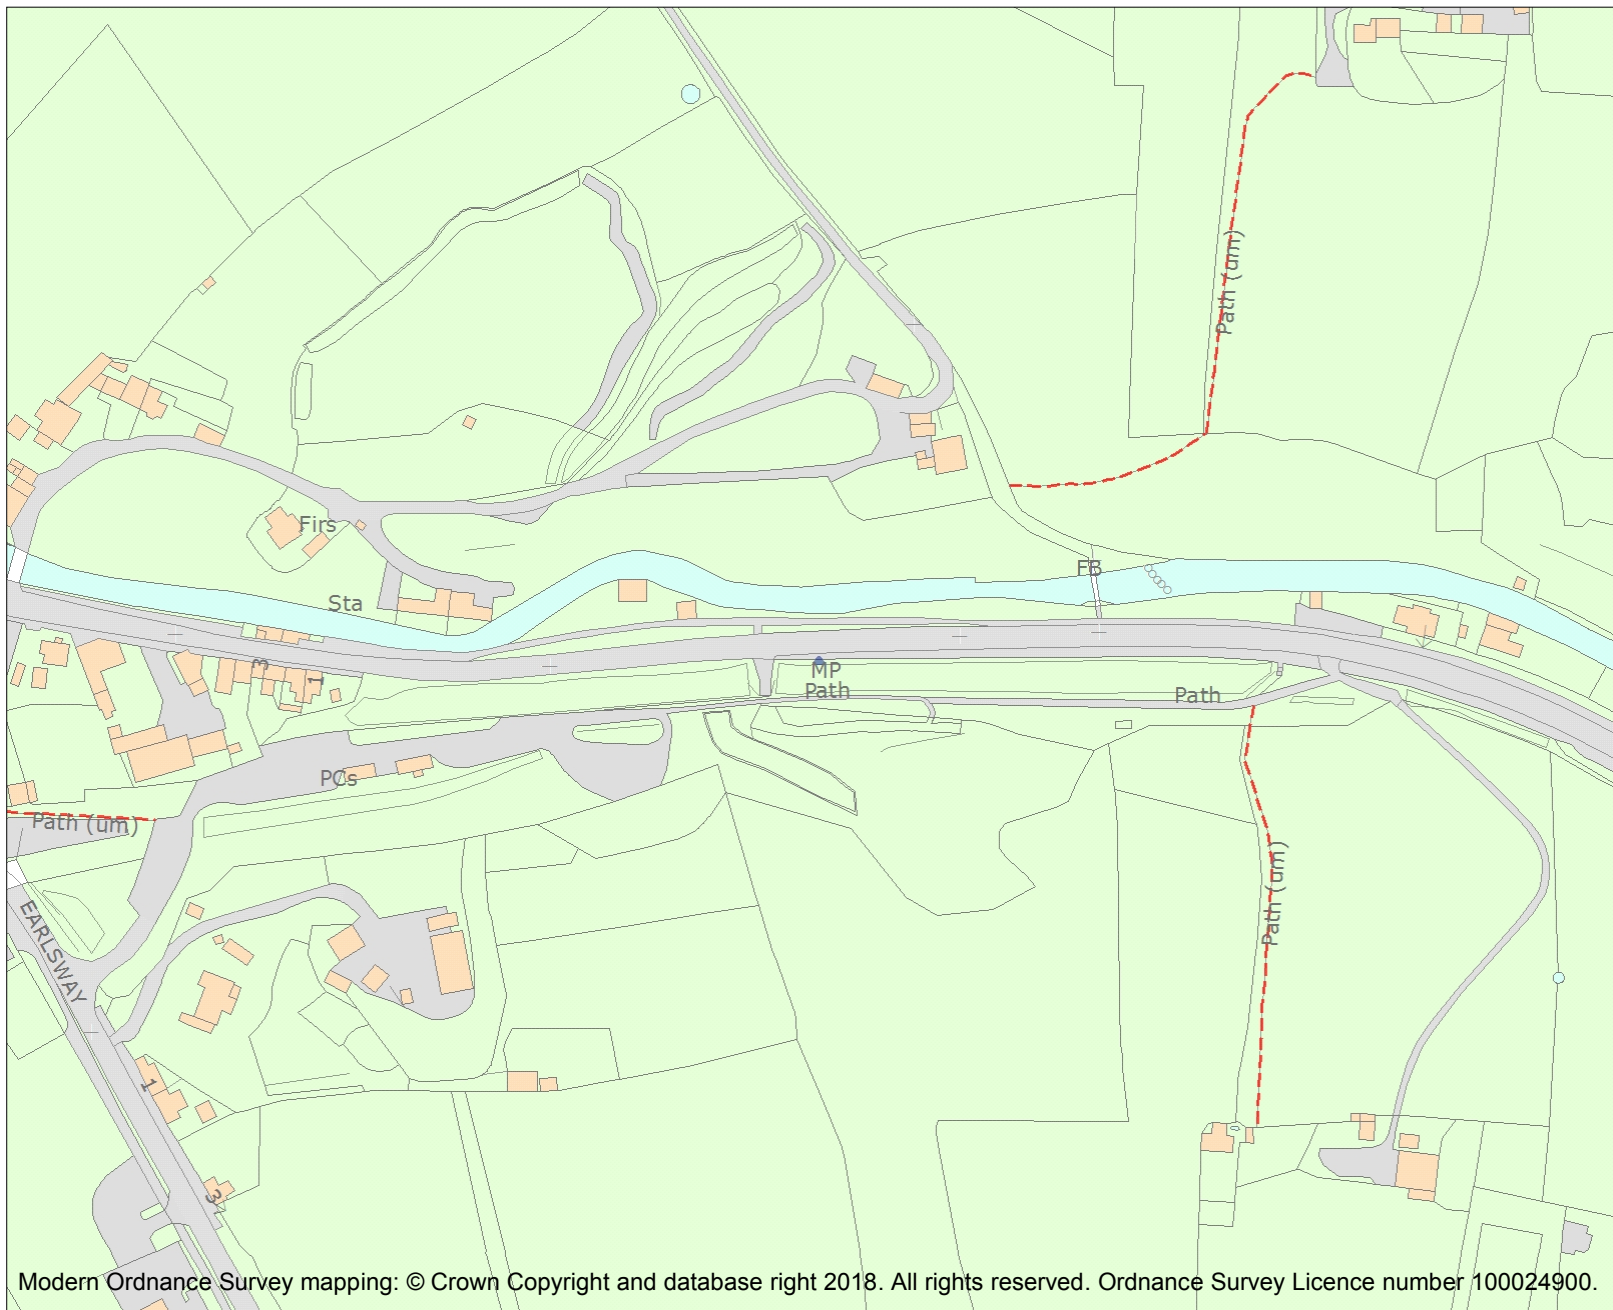 Path (um)
Firs
FB
Sta
3
1
MP
Path
Path
PCs
Path (um)
Path (um)
EARLSWAY
1
3
Modern Ordnance Survey mapping: © Crown Copyright and database right 2018. All rights reserved. Ordnance Survey Licence number 100024900.